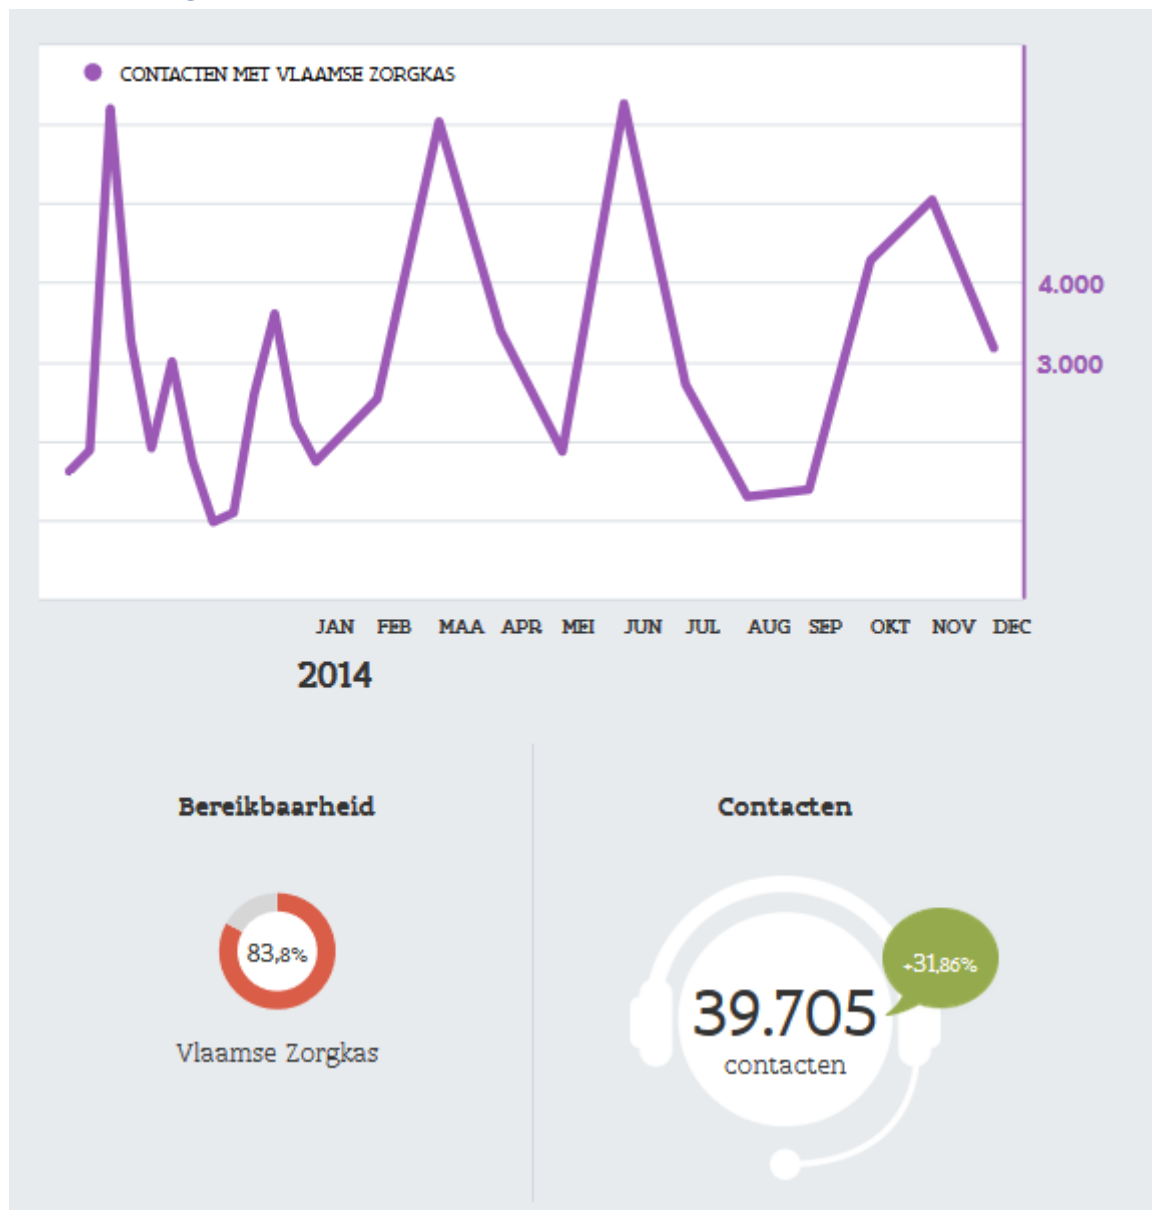 CONTACTEN MET VLAAMSE ZORGKAS
4.000
3.000
JAN FEB MAA APR MEI JUN JUL AUG SEP OKT NOV DEC
2014
Bereikbaarheid
83,8%
Vlaamse Zorgkas
Contacten
+31,86%
39.705
contacten